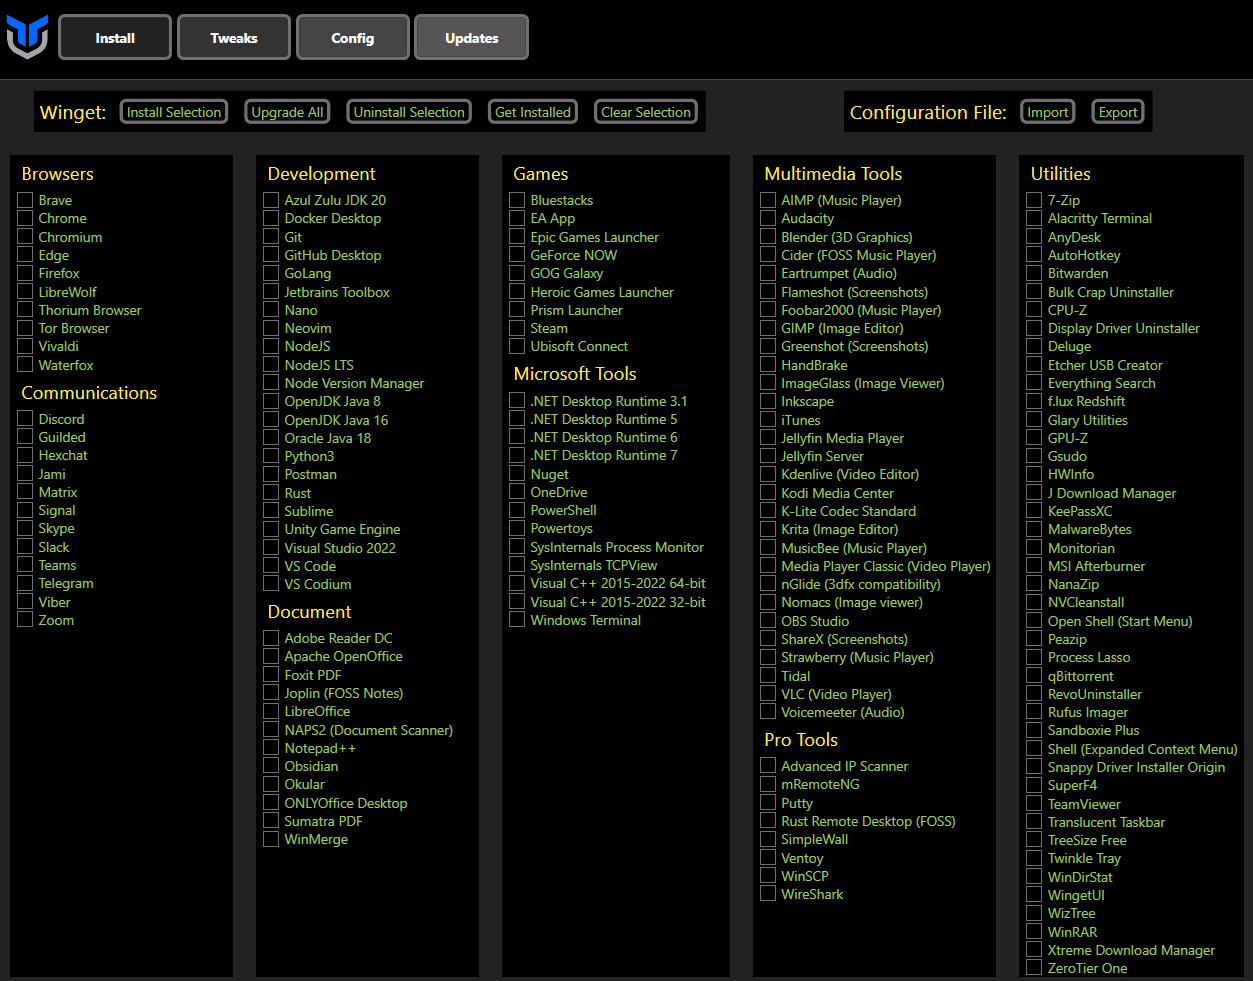 Install
Tweaks
Config
Updates
Winget:
Install Selection
Upgrade All
Uninstall Selection
Get Installed
Clear Selection
Configuration File:
Import
Export
Browsers
Brave
Chrome
Chromium
Edge
Firefox
LibreWolf
Thorium Browser
Tor Browser
Vivaldi
Waterfox
Communications
Discord
Guilded
Hexchat
Jami
Matrix
Signal
Skype
Slack
Teams
Telegram
Viber
Zoom
Development
Azul Zulu JDK 20
Docker Desktop
Git
GitHub Desktop
GoLang
Jetbrains Toolbox
Nano
Neovim
NodeJS
NodeJS LTS
Node Version Manager
OpenJDK Java 8
OpenJDK Java 16
Oracle Java 18
Python3
Postman
Rust
Sublime
Unity Game Engine
Visual Studio 2022
VS Code
VS Codium
Document
Adobe Reader DC
Apache OpenOffice
Foxit PDF
Joplin (FOSS Notes)
LibreOffice
NAPS2 (Document Scanner)
Notepad++
Obsidian
Okular
ONLYOffice Desktop
Sumatra PDF
WinMerge
Games
Bluestacks
EA App
Epic Games Launcher
GeForce NOW
GOG Galaxy
Heroic Games Launcher
Prism Launcher
Steam
Ubisoft Connect
Microsoft Tools
.NET Desktop Runtime 3.1
.NET Desktop Runtime 5
.NET Desktop Runtime 6
.NET Desktop Runtime 7
Nuget
OneDrive
PowerShell
Powertoys
SysInternals Process Monitor
SysInternals TCPView
Visual C++ 2015-2022 64-bit
Visual C++ 2015-2022 32-bit
Windows Terminal
Multimedia Tools
AIMP (Music Player)
Audacity
Blender (3D Graphics)
Cider (FOSS Music Player)
Eartrumpet (Audio)
Flameshot (Screenshots)
Foobar2000 (Music Player)
GIMP (Image Editor)
Greenshot (Screenshots)
HandBrake
ImageGlass (Image Viewer)
Inkscape
iTunes
Jellyfin Media Player
Jellyfin Server
Kdenlive (Video Editor)
Kodi Media Center
K-Lite Codec Standard
Krita (Image Editor)
MusicBee (Music Player)
Media Player Classic (Video Player)
nGlide (3dfx compatibility)
Nomacs (Image viewer)
OBS Studio
ShareX (Screenshots)
Strawberry (Music Player)
Tidal
VLC (Video Player)
Voicemeeter (Audio)
Pro Tools
Advanced IP Scanner
mRemoteNG
Putty
Rust Remote Desktop (FOSS)
SimpleWall
Ventoy
WinSCP
WireShark
Utilities
7-Zip
Alacritty Terminal
AnyDesk
AutoHotkey
Bitwarden
Bulk Crap Uninstaller
CPU-Z
Display Driver Uninstaller
Deluge
Etcher USB Creator
Everything Search
f.lux Redshift
Glary Utilities
GPU-Z
Gsudo
HWInfo
J Download Manager
KeePassXC
MalwareBytes
Monitorian
MSI Afterburner
NanaZip
NVCleanstall
Open Shell (Start Menu)
Peazip
Process Lasso
qBittorrent
RevoUninstaller
Rufus Imager
Sandboxie Plus
Shell (Expanded Context Menu)
Snappy Driver Installer Origin
SuperF4
TeamViewer
Translucent Taskbar
TreeSize Free
Twinkle Tray
WinDirStat
WingetUI
WizTree
WinRAR
Xtreme Download Manager
ZeroTier One